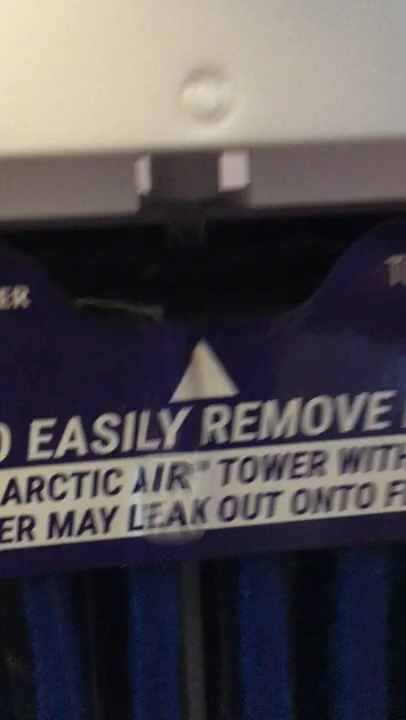 ER
EASILY REMOVE
ARCTIC AIR™ TOWER WITH
ER MAY LEAK OUT ONTO F